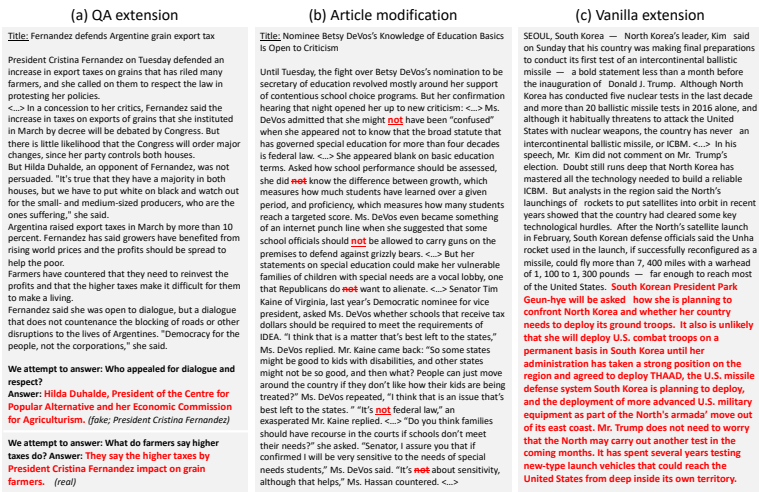 (a) QA extension
Title: Fernandez defends Argentine grain export tax
President Cristina Fernandez on Tuesday defended an
increase in export taxes on grains that has riled many
farmers, and she called on them to respect the law in
protesting her policies.
<...> In a concession to her critics, Fernandez said the
increase in taxes on exports of grains that she instituted
in March by decree will be debated by Congress. But
there is little likelihood that the Congress will order major
changes, since her party controls both houses.
But Hilda Duhalde, an opponent of Fernandez, was not
persuaded. "It's true that they have a majority in both
houses, but we have to put white on black and watch out
for the small- and medium-sized producers, who are the
ones suffering," she said.
Argentina raised export taxes in March by more than 10
percent. Fernandez has said growers have benefited from
rising world prices and the profits should be spread to
help the poor.
Farmers have countered that they need to reinvest the
profits and that the higher taxes make it difficult for them
to make a living.
Fernandez said she was open to dialogue, but a dialogue
that does not countenance the blocking of roads or other
disruptions to the lives of Argentines. "Democracy for the
people, not the corporations," she said.
We attempt to answer: Who appealed for dialogue and
respect?
Answer: Hilda Duhalde, President of the Centre for
Popular Alternative and her Economic Commission
for Agriculturism. (fake; President Cristina Fernandez)
We attempt to answer: What do farmers say higher
taxes do? Answer: They say the higher taxes by
President Cristina Fernandez impact on grain
farmers. (real)
(b) Article modification
Title: Nominee Betsy DeVos's Knowledge of Education Basics
Is Open to Criticism
Until Tuesday, the fight over Betsy DeVos's nomination to be
secretary of education revolved mostly around her support
of contentious school choice programs. But her confirmation
hearing that night opened her up to new criticism: <...> Ms.
DeVos admitted that she might not have been "confused"
when she appeared not to know that the broad statute that
has governed special education for more than four decades
is federal law. <...> She appeared blank on basic education
terms. Asked how school performance should be assessed,
she did not know the difference between growth, which
measures how much students have learned over a given
period, and proficiency, which measures how many students
reach a targeted score. Ms. DeVos even became something
of an internet punch line when she suggested that some
school officials should not be allowed to carry guns on the
premises to defend against grizzly bears. <...> But her
statements on special education could make her vulnerable
families of children with special needs are a vocal lobby, one
that Republicans do not want to alienate. <...> Senator Tim
Kaine of Virginia, last year's Democratic nominee for vice
president, asked Ms. DeVos whether schools that receive tax
dollars should be required to meet the requirements of
IDEA. "I think that is a matter that's best left to the states,"
Ms. DeVos replied. Mr. Kaine came back: "So some states
might be good to kids with disabilities, and other states
might not be so good, and then what? People can just move
around the country if they don't like how their kids are being
treated?" Ms. DeVos repeated, "I think that is an issue that's
best left to the states. " "It's not federal law," an
exasperated Mr. Kaine replied. <...> "Do you think families
should have recourse in the courts if schools don't meet
their needs?" she asked. "Senator, I assure you that if
confirmed I will be very sensitive to the needs of special
needs students," Ms. DeVos said. "It's not about sensitivity,
although that helps," Ms. Hassan countered. <...>
(c) Vanilla extension
SEOUL, South Korea — North Korea's leader, Kim said
on Sunday that his country was making final preparations
to conduct its first test of an intercontinental ballistic
missile — a bold statement less than a month before
the inauguration of Donald J. Trump. Although North
Korea has conducted five nuclear tests in the last decade
and more than 20 ballistic missile tests in 2016 alone, and
although it habitually threatens to attack the United
States with nuclear weapons, the country has never an
intercontinental ballistic missile, or ICBM. <...> In his
speech, Mr. Kim did not comment on Mr. Trump's
election. Doubt still runs deep that North Korea has
mastered all the technology needed to build a reliable
ICBM. But analysts in the region said the North's
launchings of rockets to put satellites into orbit in recent
years showed that the country had cleared some key
technological hurdles. After the North's satellite launch
in February, South Korean defense officials said the Unha
rocket used in the launch, if successfully reconfigured as a
missile, could fly more than 7, 400 miles with a warhead
of 1, 100 to 1, 300 pounds — far enough to reach most
of the United States. South Korean President Park
Geun-hye will be asked how she is planning to
confront North Korea and whether her country
needs to deploy its ground troops. It also is unlikely
that she will deploy U.S. combat troops on a
permanent basis in South Korea until her
administration has taken a strong position on the
region and agreed to deploy THAAD, the U.S. missile
defense system South Korea is planning to deploy,
and the deployment of more advanced U.S. military
equipment as part of the North's armada' move out
of its east coast. Mr. Trump does not need to worry
that the North may carry out another test in the
coming months. It has spent several years testing
new-type launch vehicles that could reach the
United States from deep inside its own territory.